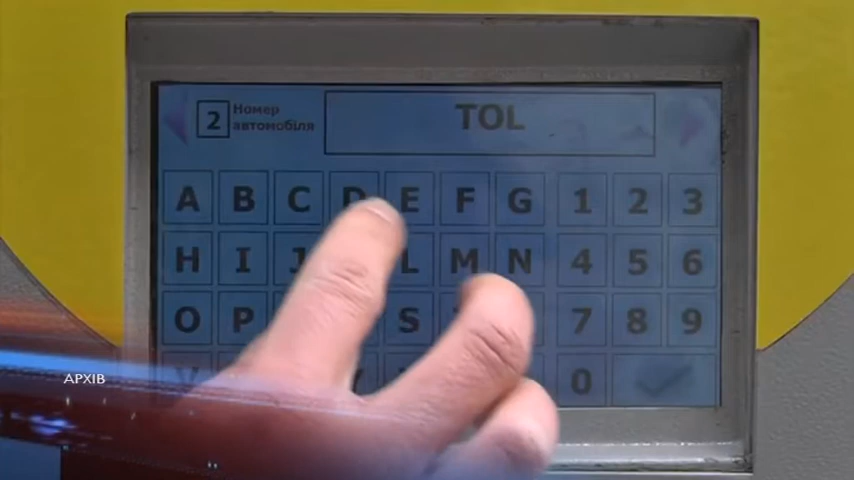 2 Номер автомобіля
TOL
A B C D E F G 1 2 3
H I J L M N 4 5 6
O P S 7 8 9
0
АРХІВ